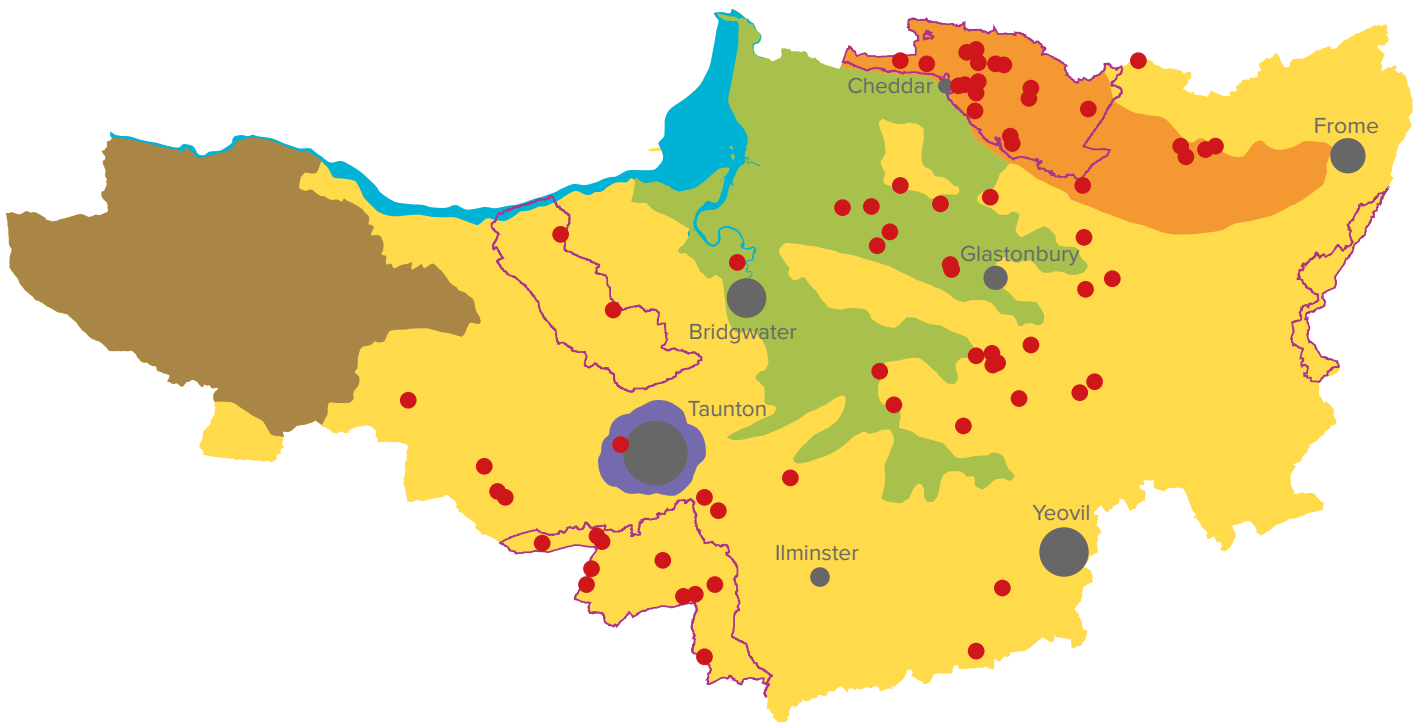 Cheddar
Frome
Glastonbury
Bridgwater
Taunton
Yeovil
Ilminster